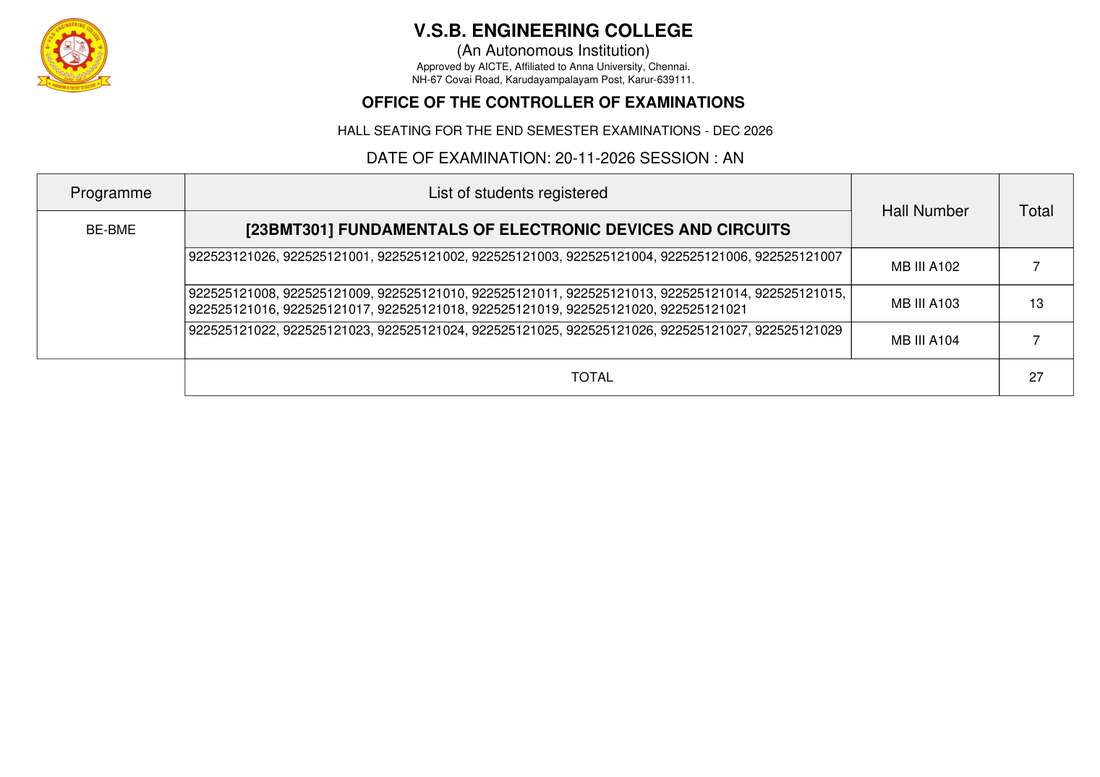 V.S.B. ENGINEERING COLLEGE
(An Autonomous Institution)
Approved by AICTE, Affiliated to Anna University, Chennai.
NH-67 Covai Road, Karudayampalayam Post, Karur-639111.
OFFICE OF THE CONTROLLER OF EXAMINATIONS
HALL SEATING FOR THE END SEMESTER EXAMINATIONS - DEC 2026
DATE OF EXAMINATION: 20-11-2026 SESSION : AN
Programme List of students registered Hall Number Total
BE-BME [23BMT301] FUNDAMENTALS OF ELECTRONIC DEVICES AND CIRCUITS
922523121026, 922525121001, 922525121002, 922525121003, 922525121004, 922525121006, 922525121007 MB III A102 7
922525121008, 922525121009, 922525121010, 922525121011, 922525121013, 922525121014, 922525121015,
922525121016, 922525121017, 922525121018, 922525121019, 922525121020, 922525121021 MB III A103 13
922525121022, 922525121023, 922525121024, 922525121025, 922525121026, 922525121027, 922525121029 MB III A104 7
TOTAL 27